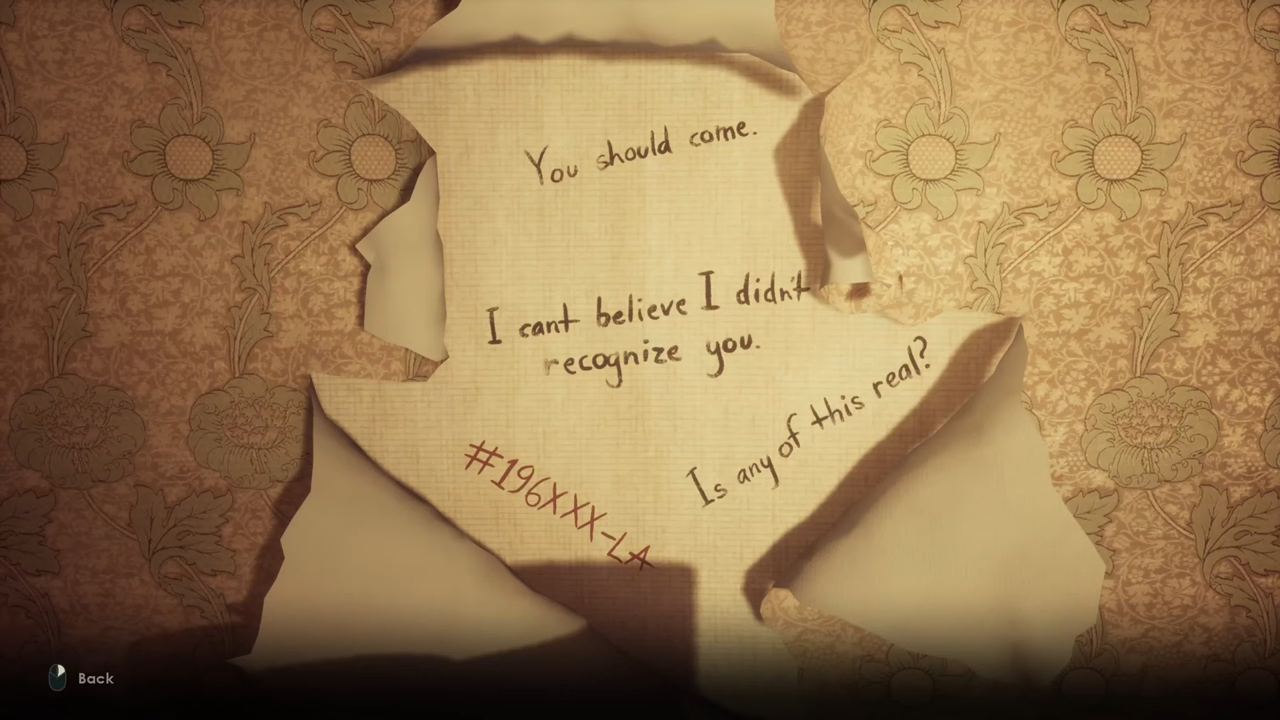 You should come.
I cant believe I didn't
recognize you.
Is any of this real?
#196XXX-LA
Back